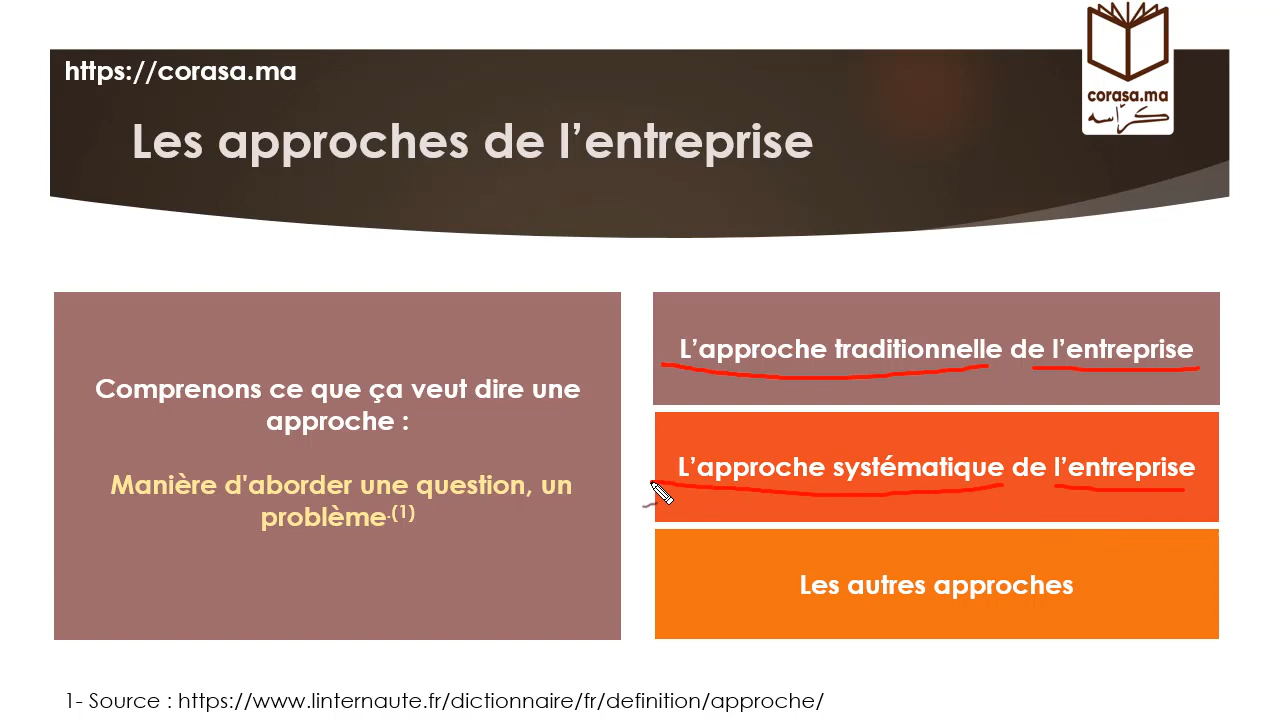 https://corasa.ma
corasa.ma
كراسه
Les approches de l’entreprise
Comprenons ce que ça veut dire une
approche :
Manière d'aborder une question, un
problème.(1)
L’approche traditionnelle de l’entreprise
L’approche systématique de l’entreprise
Les autres approches
1- Source : https://www.linternaute.fr/dictionnaire/fr/definition/approche/